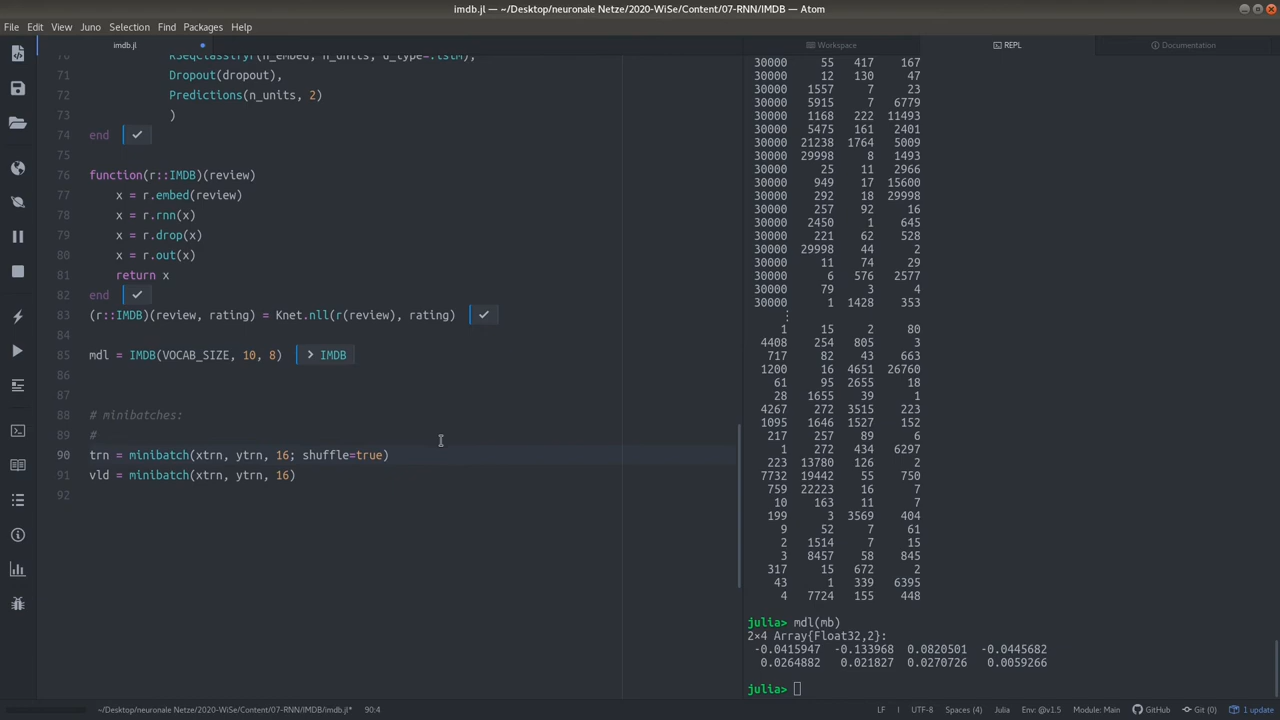 imdb.jl — ~/Desktop/neuronale Netze/2020-WiSe/Content/07-RNN/IMDB — Atom
File Edit View Juno Selection Find Packages Help
imdb.jl
Workspace
REPL
Documentation
70 RSeqClassifyr(n_embed, n_units, u_type=:lstm),
71 Dropout(dropout),
72 Predictions(n_units, 2)
73 )
74 end
75
76 function(r::IMDB)(review)
77 x = r.embed(review)
78 x = r.rnn(x)
79 x = r.drop(x)
80 x = r.out(x)
81 return x
82 end
83 (r::IMDB)(review, rating) = Knet.nll(r(review), rating)
84
85 mdl = IMDB(VOCAB_SIZE, 10, 8) > IMDB
86
87
88 # minibatches:
89 #
90 trn = minibatch(xtrn, ytrn, 16; shuffle=true)
91 vld = minibatch(xtrn, ytrn, 16)
92
30000 55 417 167
30000 12 130 47
30000 1557 7 23
30000 5915 7 6779
30000 1168 222 11493
30000 5475 161 2401
30000 21238 1764 5009
30000 29998 8 1493
30000 25 11 2966
30000 949 17 15600
30000 292 18 29998
30000 257 92 16
30000 2450 1 645
30000 221 62 528
30000 29998 44 2
30000 11 74 29
30000 6 576 2577
30000 79 3 4
30000 1 1428 353
⋮
1 15 2 80
4408 254 805 3
717 82 43 663
1200 16 4651 26760
61 95 2655 18
28 1655 39 1
4267 272 3515 223
1095 1646 1527 152
217 257 89 6
1 272 434 6297
223 13780 126 2
7732 19442 55 750
759 22223 16 7
10 163 11 7
199 3 3569 404
9 52 7 61
2 1514 7 15
3 8457 58 845
317 15 672 2
43 1 339 6395
4 7724 155 448
julia> mdl(mb)
2×4 Array{Float32,2}:
-0.0415947 -0.133968 0.0820501 -0.0445682
0.0264882 0.021827 0.0270726 0.0059266
julia>
~/Desktop/neuronale Netze/2020-WiSe/Content/07-RNN/IMDB/imdb.jl* 90:4
LF UTF-8 Spaces (4) Julia Env: @v1.5 Module: Main GitHub Git (0) 1 update